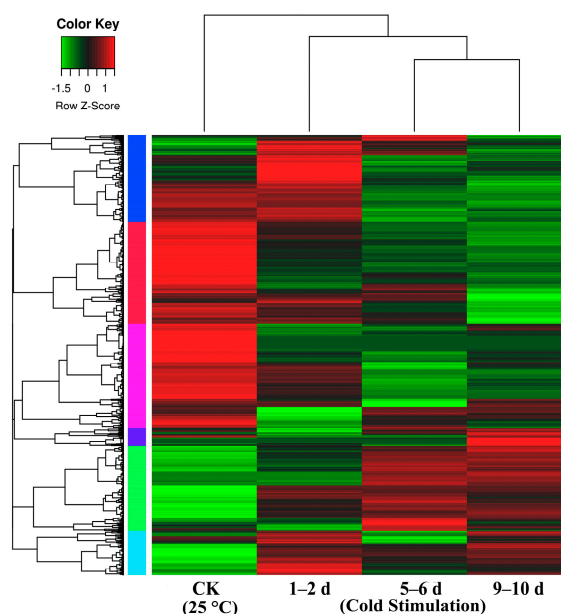 Color Key
-1.5 0 1
Row Z-Score
CK 1–2 d 5–6 d 9–10 d
(25 °C) (Cold Stimulation)